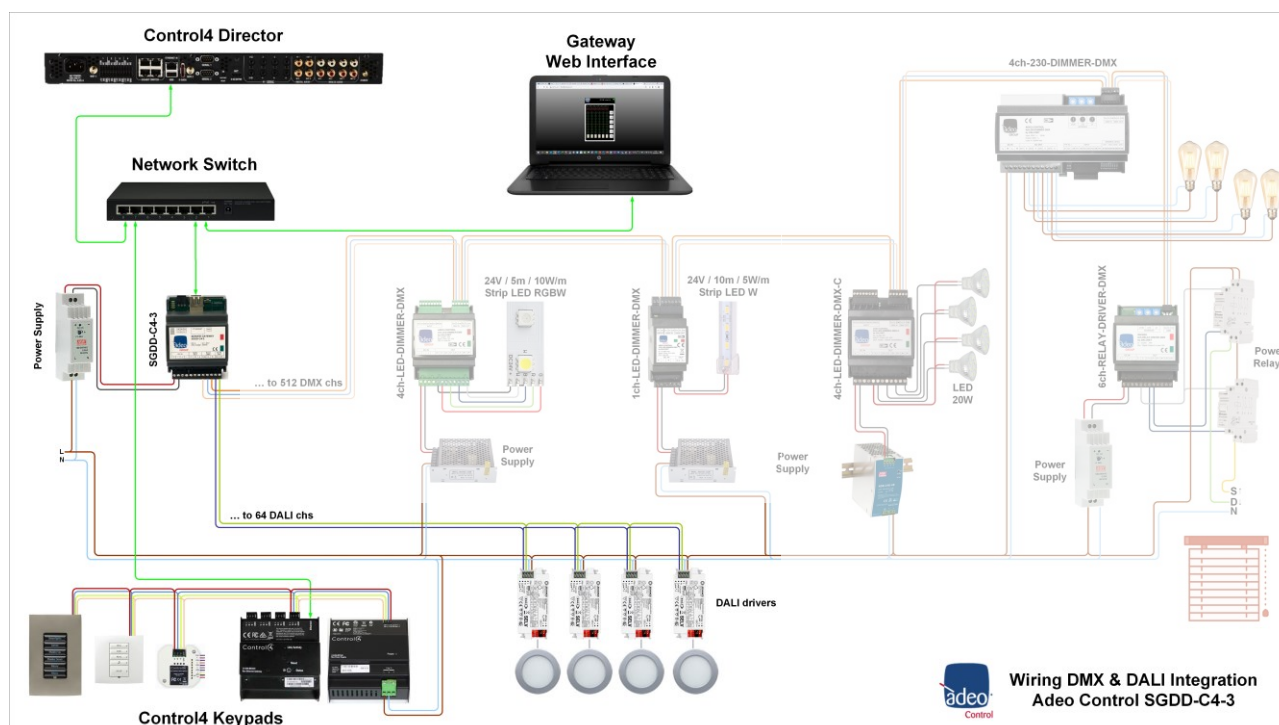 Control4 Director
Gateway
Web Interface
4ch-230-DIMMER-DMX
Network Switch
Power Supply
SGDD-C4-3
4ch-LED-DIMMER-DMX
24V / 5m / 10W/m
Strip LED RGBW
1ch-LED-DIMMER-DMX
24V / 10m / 5W/m
Strip LED W
4ch-LED-DIMMER-DMX-C
LED
20W
6ch-RELAY-DRIVER-DMX
Power
Relay
... to 512 DMX chs
Power
Supply
Power
Supply
Power
Supply
Power
Supply
L
N
S
D
N
... to 64 DALI chs
DALI drivers
Control4
Control4
Control4 Keypads
adeo
Control
Wiring DMX & DALI Integration
Adeo Control SGDD-C4-3